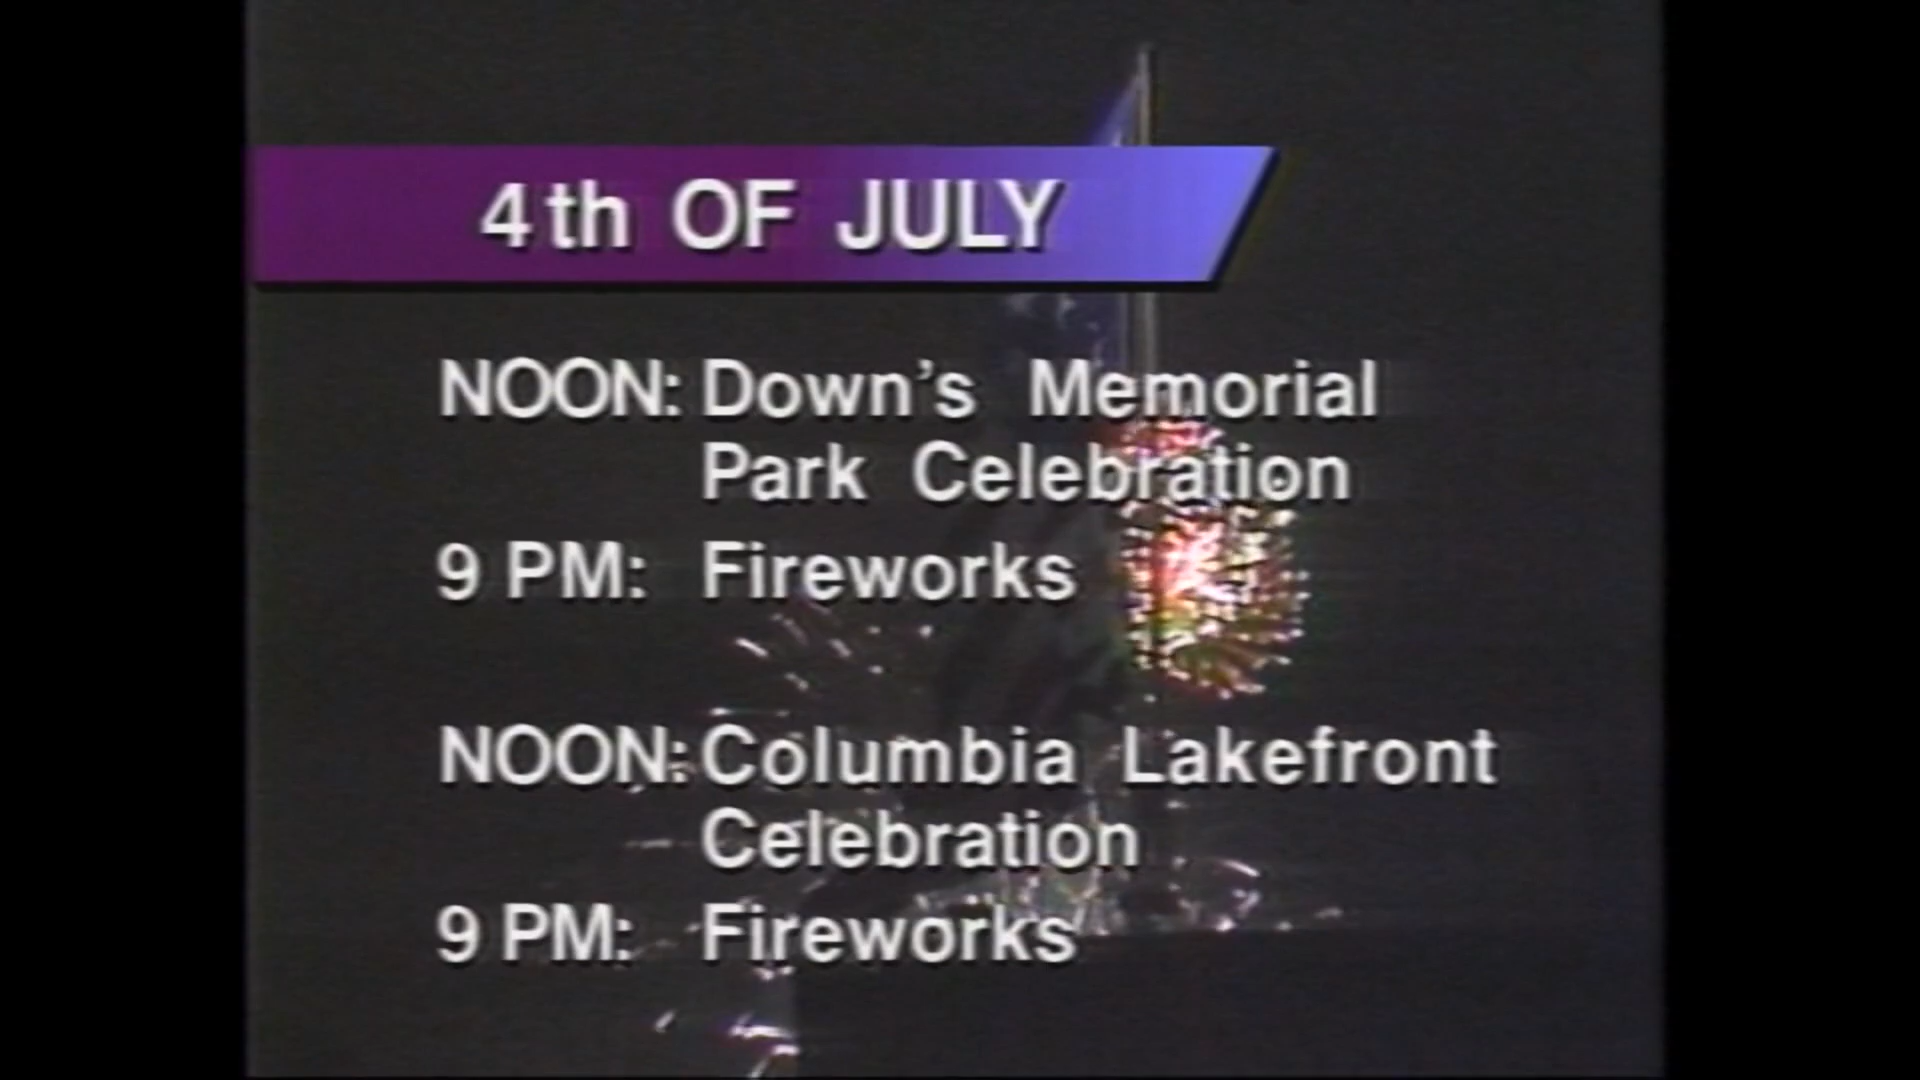 4th OF JULY
NOON: Down's Memorial
Park Celebration
9 PM: Fireworks
NOON: Columbia Lakefront
Celebration
9 PM: Fireworks